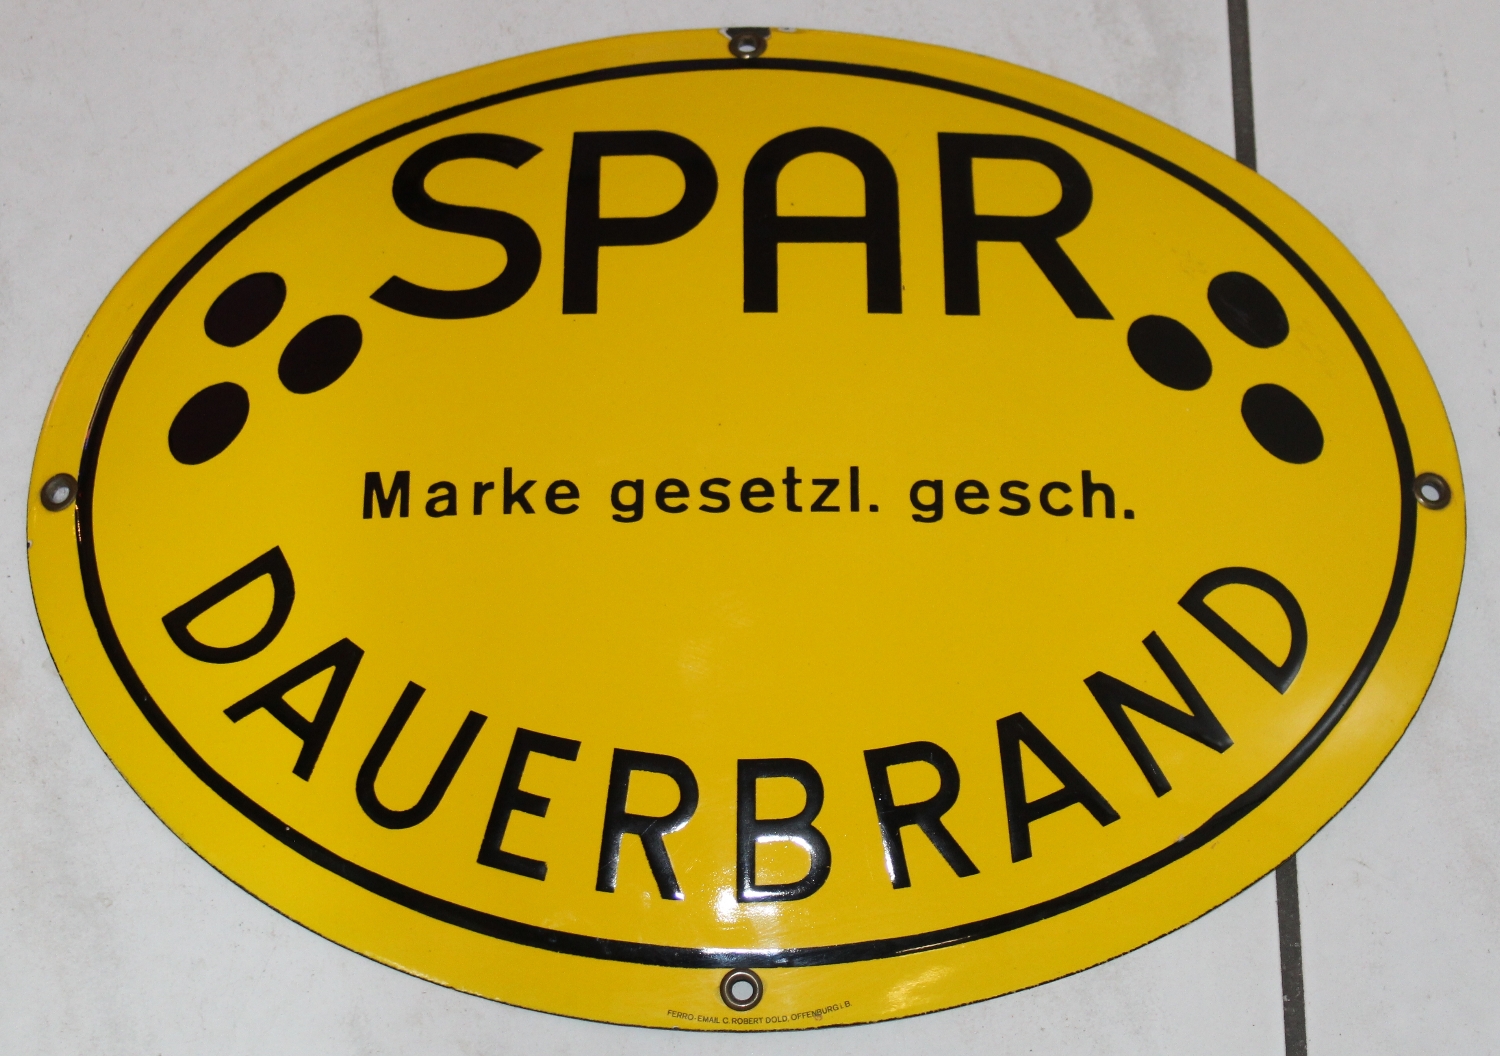 SPAR
Marke gesetzl. gesch.
DAUERBRAND
FERRO-EMAIL C. ROBERT DOLD, OFFENBURG i. B.